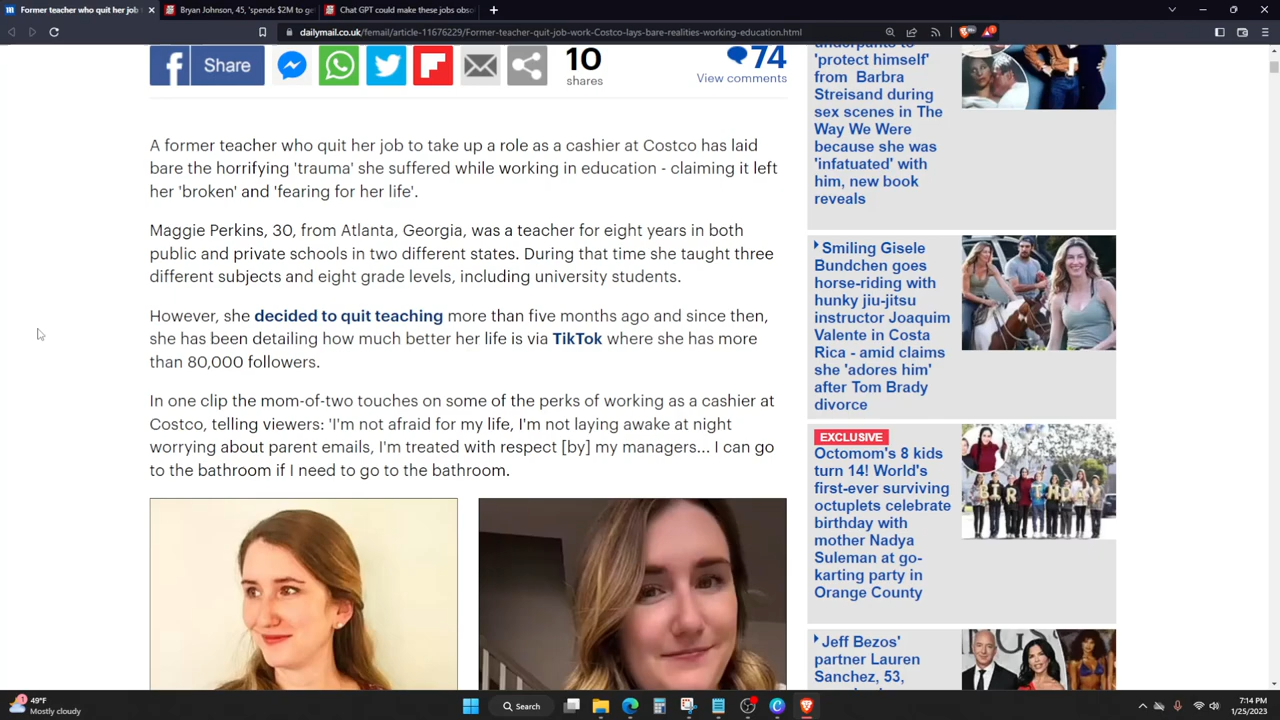 Former teacher who quit her job
Bryan Johnson, 45, 'spends $2M to ge
Chat GPT could make these jobs obso
dailymail.co.uk/femail/article-11676229/Former-teacher-quit-job-work-Costco-lays-bare-realities-working-education.html
Share
10
shares
74
View comments
A former teacher who quit her job to take up a role as a cashier at Costco has laid
bare the horrifying 'trauma' she suffered while working in education - claiming it left
her 'broken' and 'fearing for her life'.
Maggie Perkins, 30, from Atlanta, Georgia, was a teacher for eight years in both
public and private schools in two different states. During that time she taught three
different subjects and eight grade levels, including university students.
However, she decided to quit teaching more than five months ago and since then,
she has been detailing how much better her life is via TikTok where she has more
than 80,000 followers.
In one clip the mom-of-two touches on some of the perks of working as a cashier at
Costco, telling viewers: 'I'm not afraid for my life, I'm not laying awake at night
worrying about parent emails, I'm treated with respect [by] my managers... I can go
to the bathroom if I need to go to the bathroom.
underpants to
'protect himself'
from Barbra
Streisand during
sex scenes in The
Way We Were
because she was
'infatuated' with
him, new book
reveals
Smiling Gisele
Bundchen goes
horse-riding with
hunky jiu-jitsu
instructor Joaquim
Valente in Costa
Rica - amid claims
she 'adores him'
after Tom Brady
divorce
EXCLUSIVE
Octomom's 8 kids
turn 14! World's
first-ever surviving
octuplets celebrate
birthday with
mother Nadya
Suleman at go-
karting party in
Orange County
BIRTHDAY
Jeff Bezos'
partner Lauren
Sanchez, 53,
49°F
Mostly cloudy
Search
7:14 PM
1/25/2023